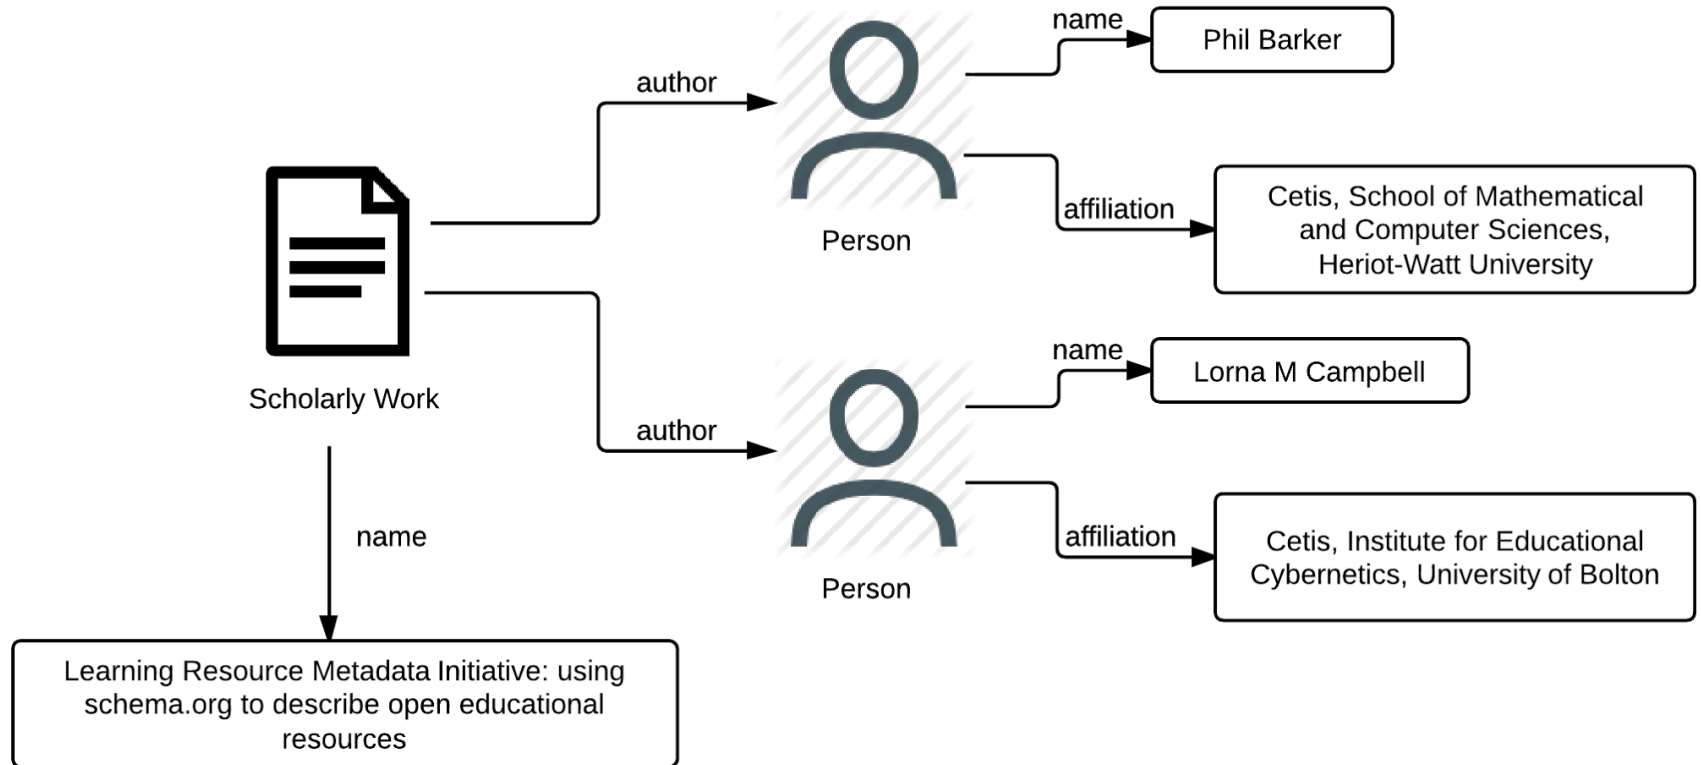 name
Phil Barker
author
affiliation
Cetis, School of Mathematical
and Computer Sciences,
Heriot-Watt University
Person
name
Lorna M Campbell
Scholarly Work
author
affiliation
Cetis, Institute for Educational
Cybernetics, University of Bolton
Person
name
Learning Resource Metadata Initiative: using
schema.org to describe open educational
resources